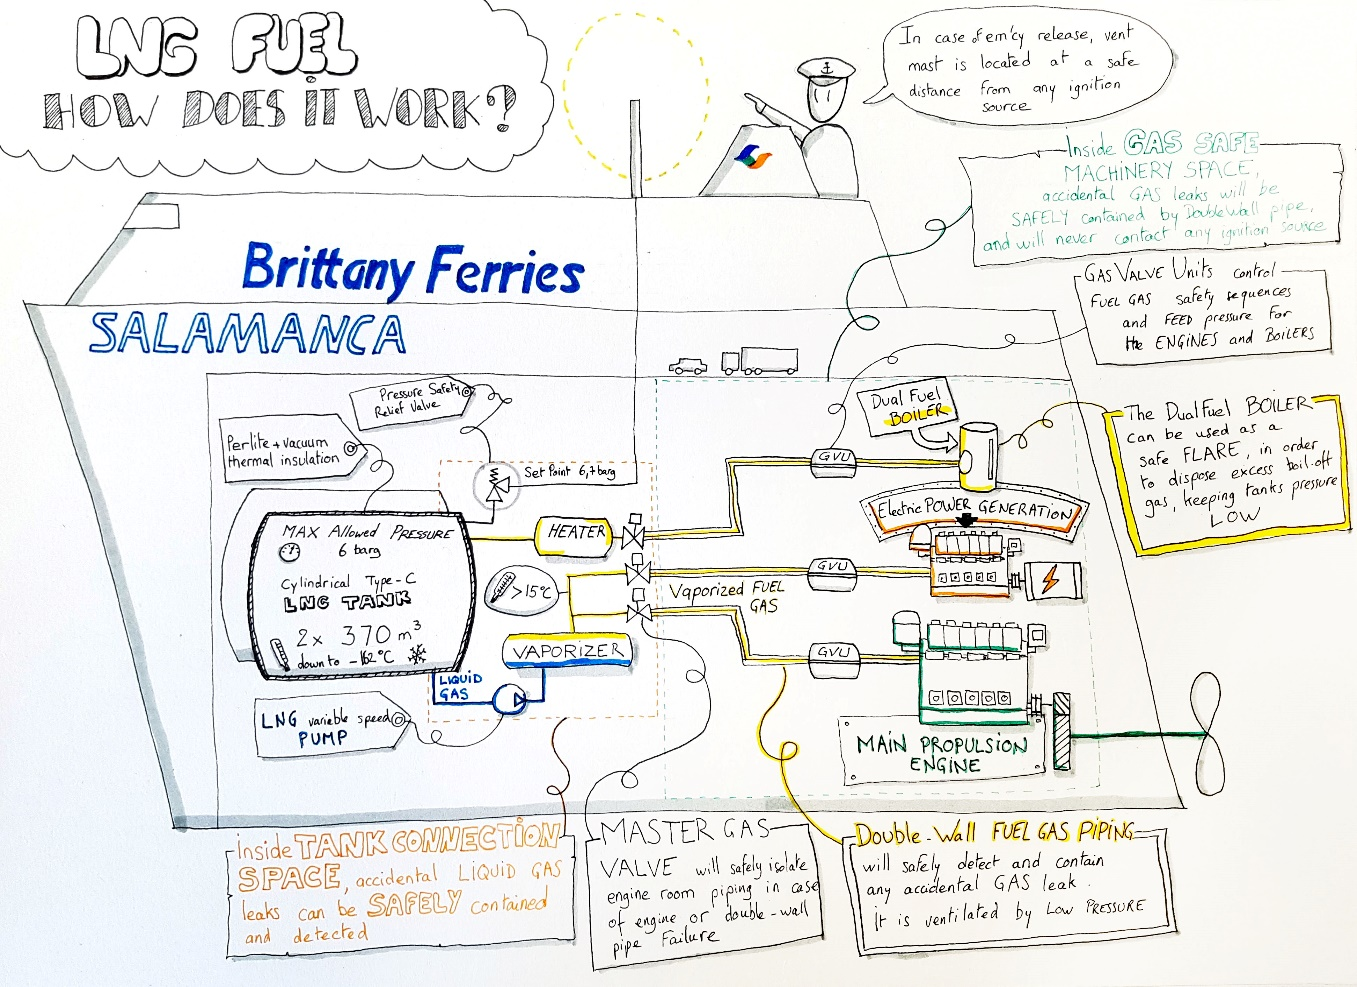 LNG FUEL
HOW DOES IT WORK?
In case of em'cy release, vent
mast is located at a safe
distance from any ignition
source
Inside GAS SAFE
MACHINERY SPACE,
accidental GAS leaks will be
SAFELY contained by Double Wall pipe,
and will never contact any ignition source
Brittany Ferries
SALAMANCA
GAS VALVE UNITS control
FUEL GAS safety sequences
and FEED pressure for
the ENGINES and BOILERS
Pressure Safety
Relief Valve
Perlite + vacuum
thermal insulation
Set Point 6,7 barg
Dual Fuel
BOILER
The Dual Fuel BOILER
can be used as a
safe FLARE, in order
to dispose excess boil-off
gas, keeping tanks pressure
LOW
GVU
Electric POWER GENERATION
MAX Allowed PRESSURE
6 barg
HEATER
Cylindrical Type-C
LNG TANK
2x 370 m³
down to -162°C
>15°C
GVU
Vaporized FUEL
GAS
VAPORIZER
GVU
LIQUID
GAS
LNG variable speed
PUMP
MAIN PROPULSION
ENGINE
Inside TANK CONNECTION
SPACE, accidental LIQUID GAS
leaks can be SAFELY contained
and detected
MASTER GAS
VALVE will safely isolate
engine room piping in case
of engine or double-wall
pipe Failure
Double-Wall FUEL GAS PIPING
will safely detect and contain
any accidental GAS leak.
It is ventilated by LOW PRESSURE